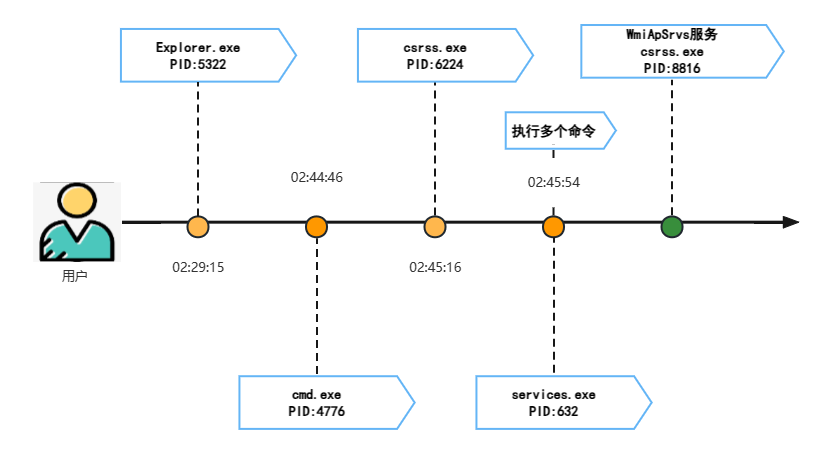 Explorer.exe
PID:5322
csrss.exe
PID:6224
WmiApSrvs服务
csrss.exe
PID:8816
执行多个命令
02:44:46
02:45:54
用户
02:29:15
02:45:16
cmd.exe
PID:4776
services.exe
PID:632